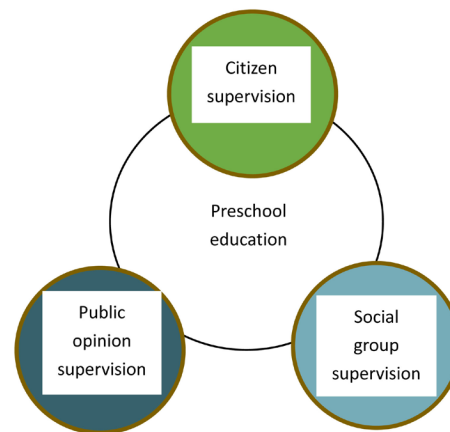 Citizen
supervision
Preschool
education
Public
opinion
supervision
Social
group
supervision